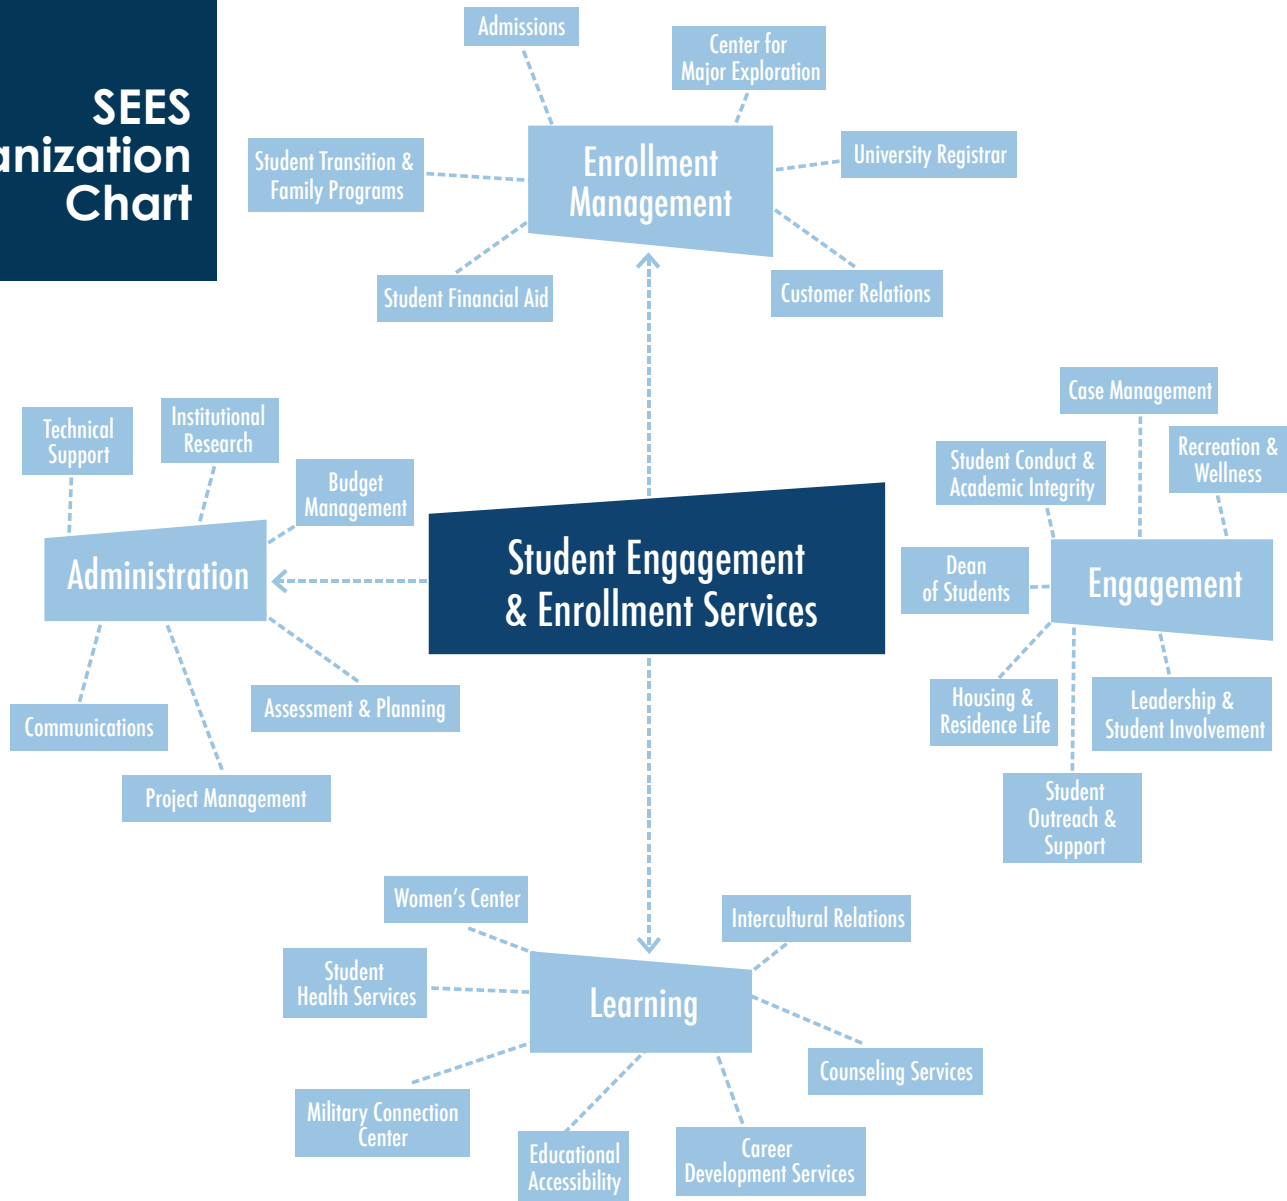 SEES
anization
Chart
Admissions
Center for
Major Exploration
Student Transition &
Family Programs
Enrollment
Management
University Registrar
Student Financial Aid
Customer Relations
Technical
Support
Institutional
Research
Budget
Management
Administration
Communications
Assessment & Planning
Project Management
Student Engagement
& Enrollment Services
Case Management
Recreation &
Wellness
Student Conduct &
Academic Integrity
Dean
of Students
Engagement
Housing &
Residence Life
Leadership &
Student Involvement
Student
Outreach &
Support
Women's Center
Intercultural Relations
Student
Health Services
Learning
Counseling Services
Military Connection
Center
Educational
Accessibility
Career
Development Services